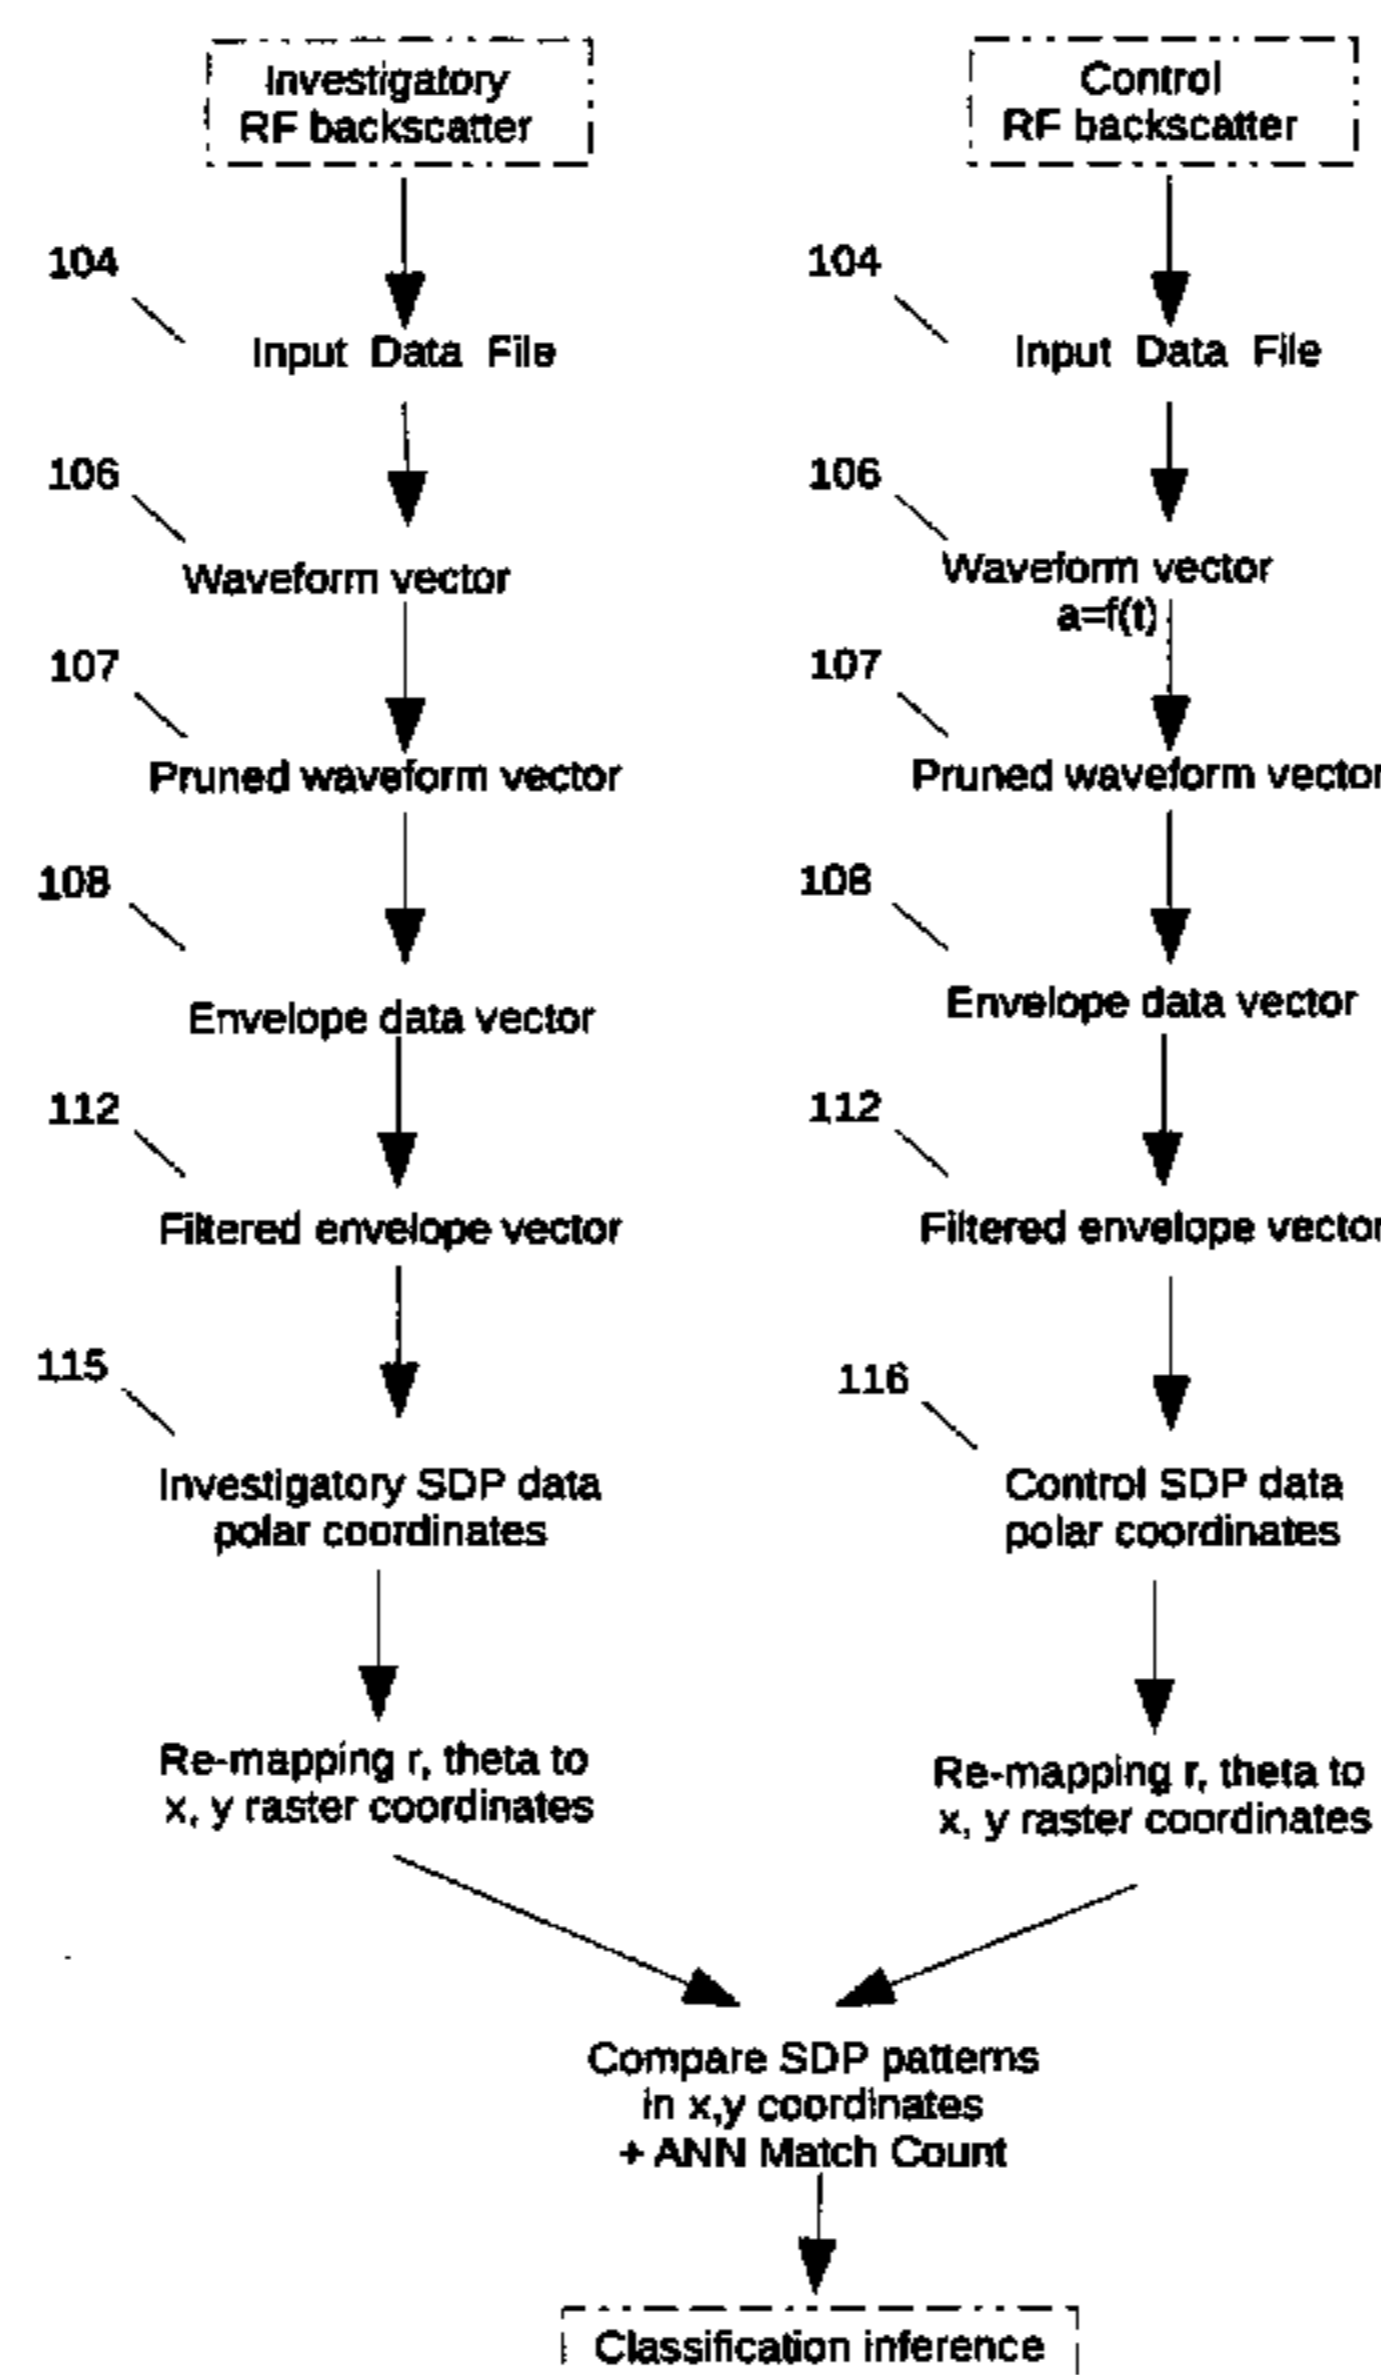 Investigatory
RF backscatter
104
Input Data File
106
Waveform vector
107
Pruned waveform vector
108
Envelope data vector
112
Filtered envelope vector
115
Investigatory SDP data
polar coordinates
Re-mapping r, theta to
x, y raster coordinates
Control
RF backscatter
104
Input Data File
106
Waveform vector
a=f(t)
107
Pruned waveform vector
108
Envelope data vector
112
Filtered envelope vector
116
Control SDP data
polar coordinates
Re-mapping r, theta to
x, y raster coordinates
Compare SDP patterns
in x,y coordinates
+ ANN Match Count
Classification inference